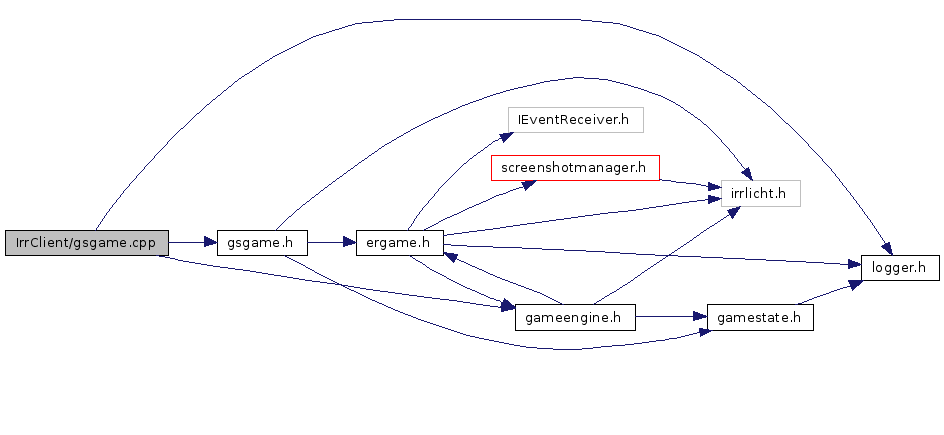 IEventReceiver.h
screenshotmanager.h
irrlicht.h
IrrClient/gsgame.cpp
gsgame.h
ergame.h
logger.h
gameengine.h
gamestate.h